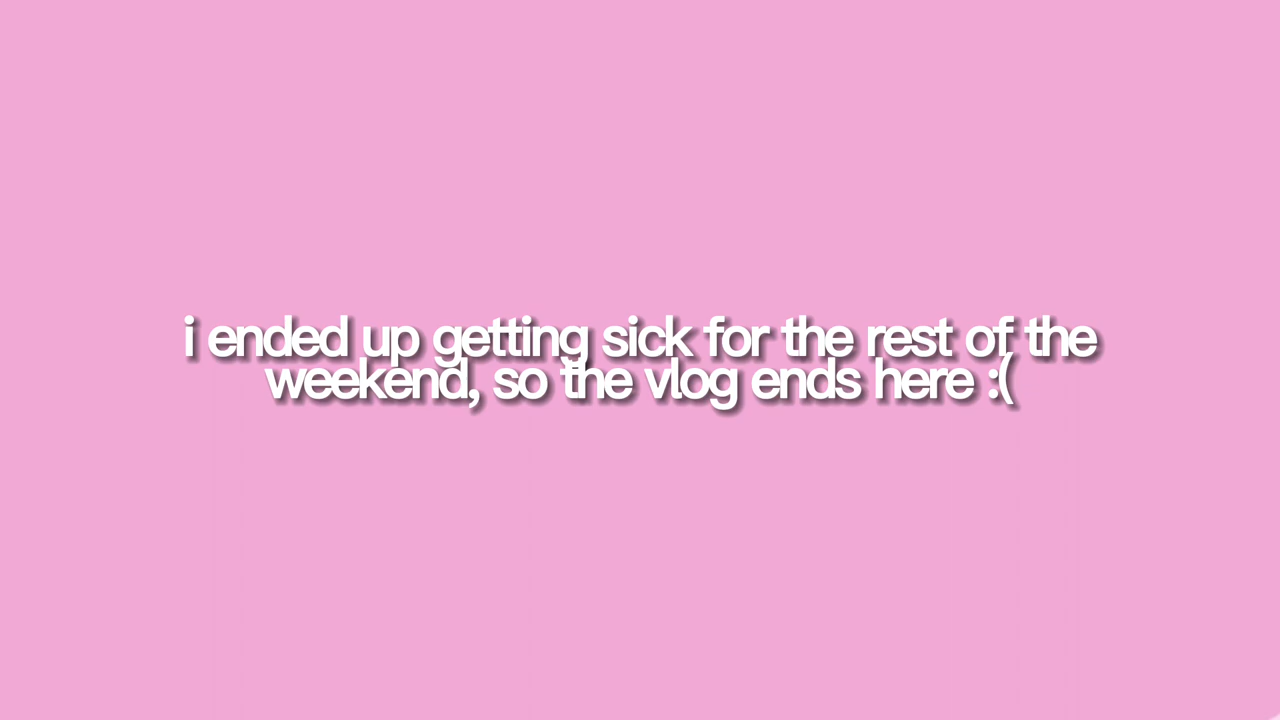 i ended up getting sick for the rest of the
weekend, so the vlog ends here :(